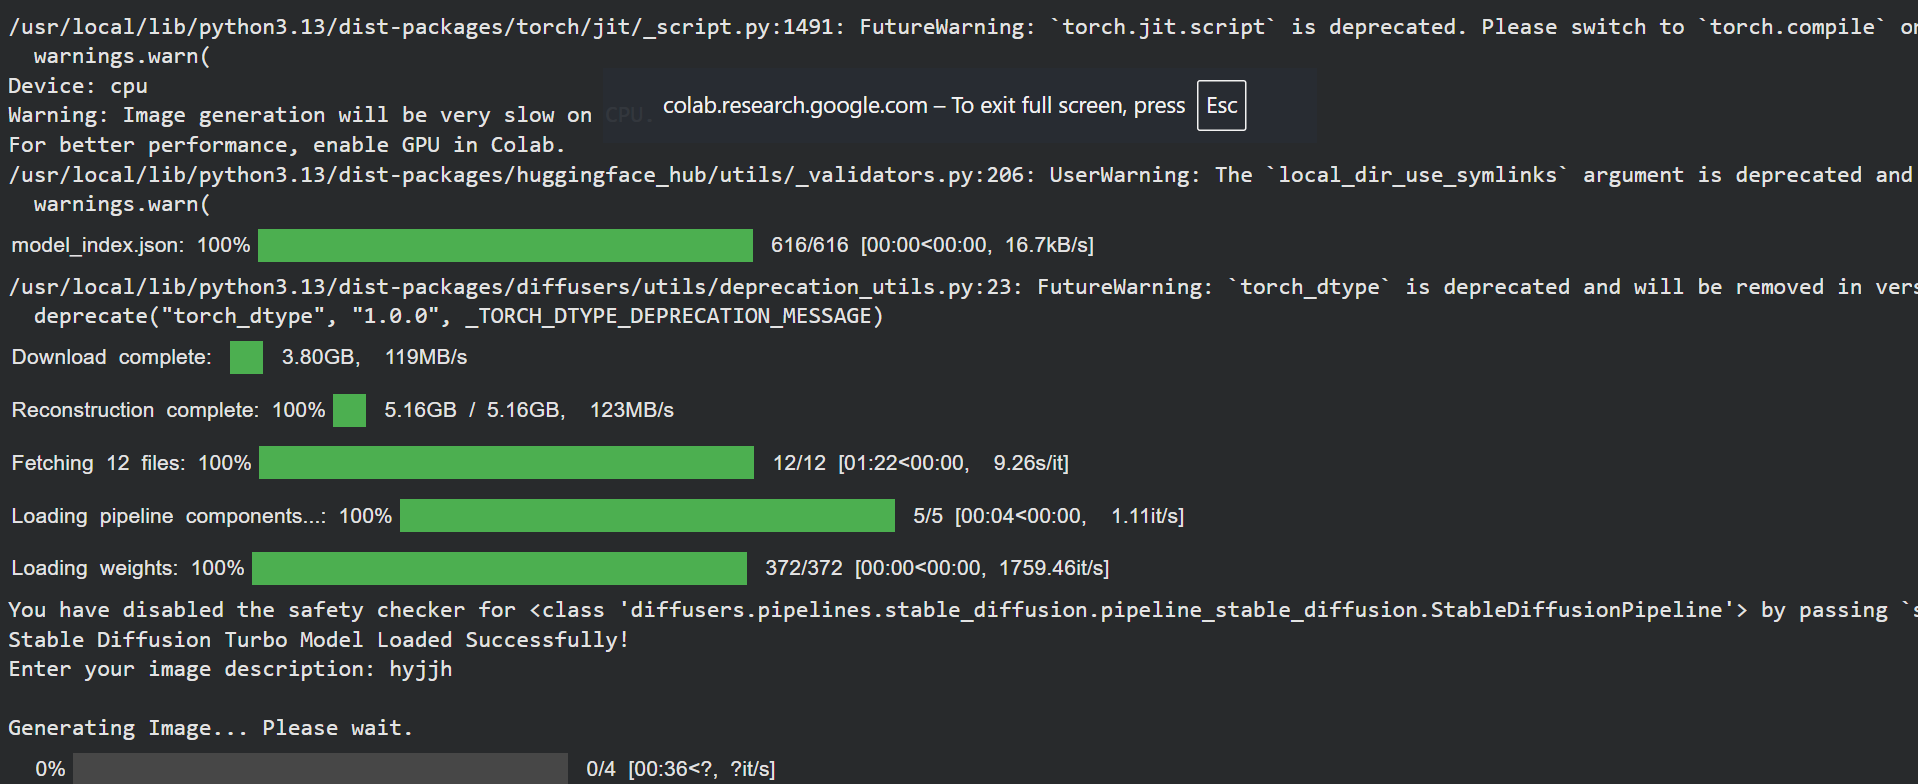 /usr/local/lib/python3.13/dist-packages/torch/jit/_script.py:1491: FutureWarning: `torch.jit.script` is deprecated. Please switch to `torch.compile` or
  warnings.warn(
Device: cpu
colab.research.google.com – To exit full screen, press Esc
Warning: Image generation will be very slow on CPU.
For better performance, enable GPU in Colab.
/usr/local/lib/python3.13/dist-packages/huggingface_hub/utils/_validators.py:206: UserWarning: The `local_dir_use_symlinks` argument is deprecated and
  warnings.warn(
model_index.json: 100% 616/616 [00:00<00:00, 16.7kB/s]
/usr/local/lib/python3.13/dist-packages/diffusers/utils/deprecation_utils.py:23: FutureWarning: `torch_dtype` is deprecated and will be removed in vers
  deprecate("torch_dtype", "1.0.0", _TORCH_DTYPE_DEPRECATION_MESSAGE)
Download complete: 3.80GB, 119MB/s
Reconstruction complete: 100% 5.16GB / 5.16GB, 123MB/s
Fetching 12 files: 100% 12/12 [01:22<00:00, 9.26s/it]
Loading pipeline components...: 100% 5/5 [00:04<00:00, 1.11it/s]
Loading weights: 100% 372/372 [00:00<00:00, 1759.46it/s]
You have disabled the safety checker for <class 'diffusers.pipelines.stable_diffusion.pipeline_stable_diffusion.StableDiffusionPipeline'> by passing `s
Stable Diffusion Turbo Model Loaded Successfully!
Enter your image description: hyjjh
Generating Image... Please wait.
0% 0/4 [00:36<?, ?it/s]